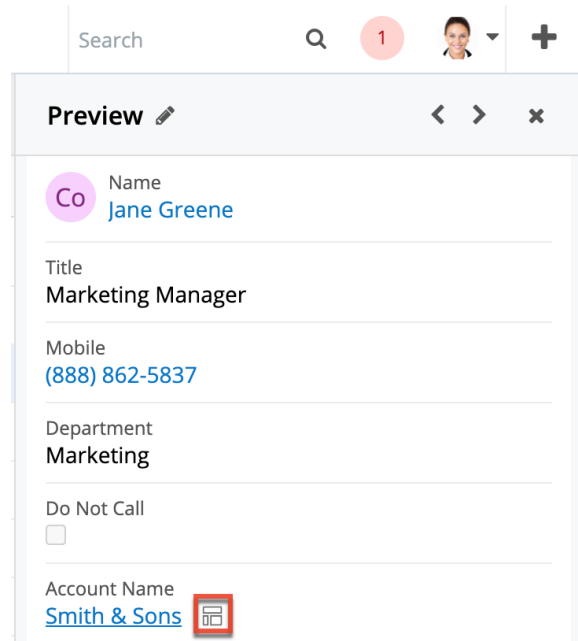 Search
1
Preview
Co
Name
Jane Greene
Title
Marketing Manager
Mobile
(888) 862-5837
Department
Marketing
Do Not Call
Account Name
Smith & Sons